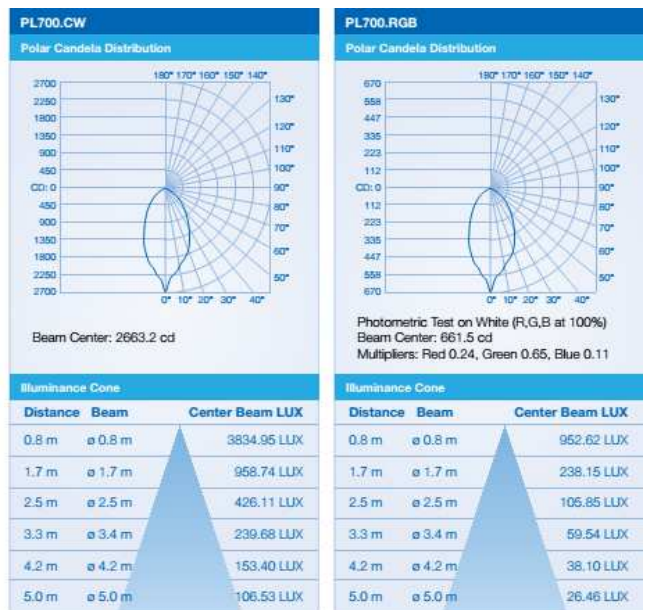 PL700.CW
Polar Candela Distribution
180° 170° 160° 150° 140°
2700
2250
1800
1350
900
450
CD: 0
450
900
1350
1800
2250
2700
130°
120°
110°
100°
90°
80°
70°
60°
50°
0° 10° 20° 30° 40°
Beam Center: 2663.2 cd
Illuminance Cone
Distance Beam Center Beam LUX
0.8 m ø 0.8 m 3834.95 LUX
1.7 m ø 1.7 m 958.74 LUX
2.5 m ø 2.5 m 426.11 LUX
3.3 m ø 3.4 m 239.68 LUX
4.2 m ø 4.2 m 153.40 LUX
5.0 m ø 5.0 m 106.53 LUX
PL700.RGB
Polar Candela Distribution
180° 170° 160° 150° 140°
670
558
447
335
223
112
CD: 0
112
223
335
447
558
670
130°
120°
110°
100°
90°
80°
70°
60°
50°
0° 10° 20° 30° 40°
Photometric Test on White (R,G,B at 100%)
Beam Center: 661.5 cd
Multipliers: Red 0.24, Green 0.65, Blue 0.11
Illuminance Cone
Distance Beam Center Beam LUX
0.8 m ø 0.8 m 952.62 LUX
1.7 m ø 1.7 m 238.15 LUX
2.5 m ø 2.5 m 105.85 LUX
3.3 m ø 3.4 m 59.54 LUX
4.2 m ø 4.2 m 38.10 LUX
5.0 m ø 5.0 m 26.46 LUX